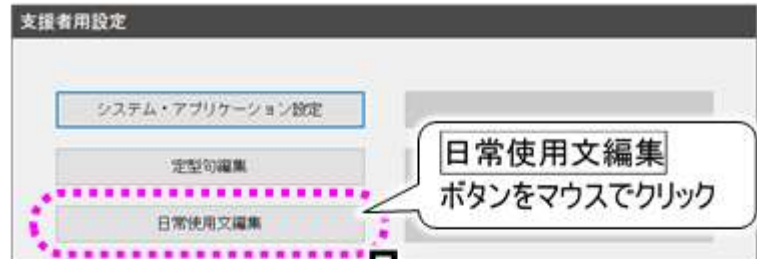 支援者用設定
システム・アプリケーション設定
定型句編集
日常使用文編集
日常使用文編集
ボタンをマウスでクリック